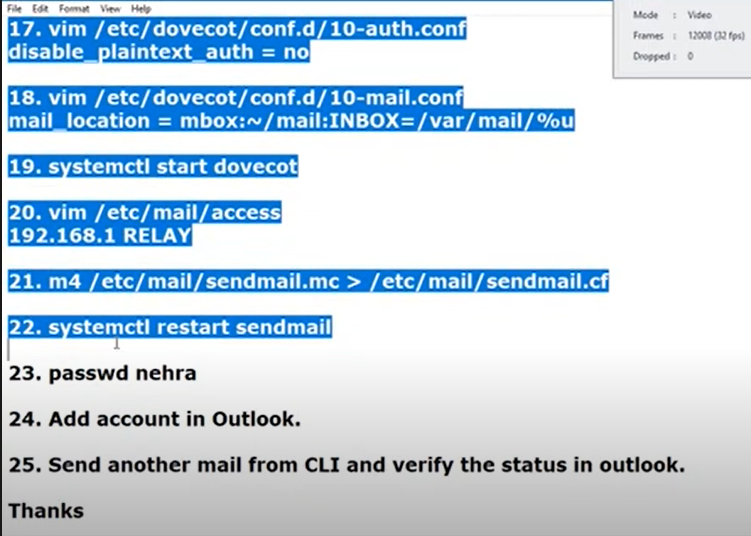 File Edit Format View Help
17. vim /etc/dovecot/conf.d/10-auth.conf
disable_plaintext_auth = no
18. vim /etc/dovecot/conf.d/10-mail.conf
mail_location = mbox:~/mail:INBOX=/var/mail/%u
19. systemctl start dovecot
20. vim /etc/mail/access
192.168.1 RELAY
21. m4 /etc/mail/sendmail.mc > /etc/mail/sendmail.cf
22. systemctl restart sendmail
23. passwd nehra
24. Add account in Outlook.
25. Send another mail from CLI and verify the status in outlook.
Thanks
Mode : Video
Frames : 12008 (32 fps)
Dropped : 0